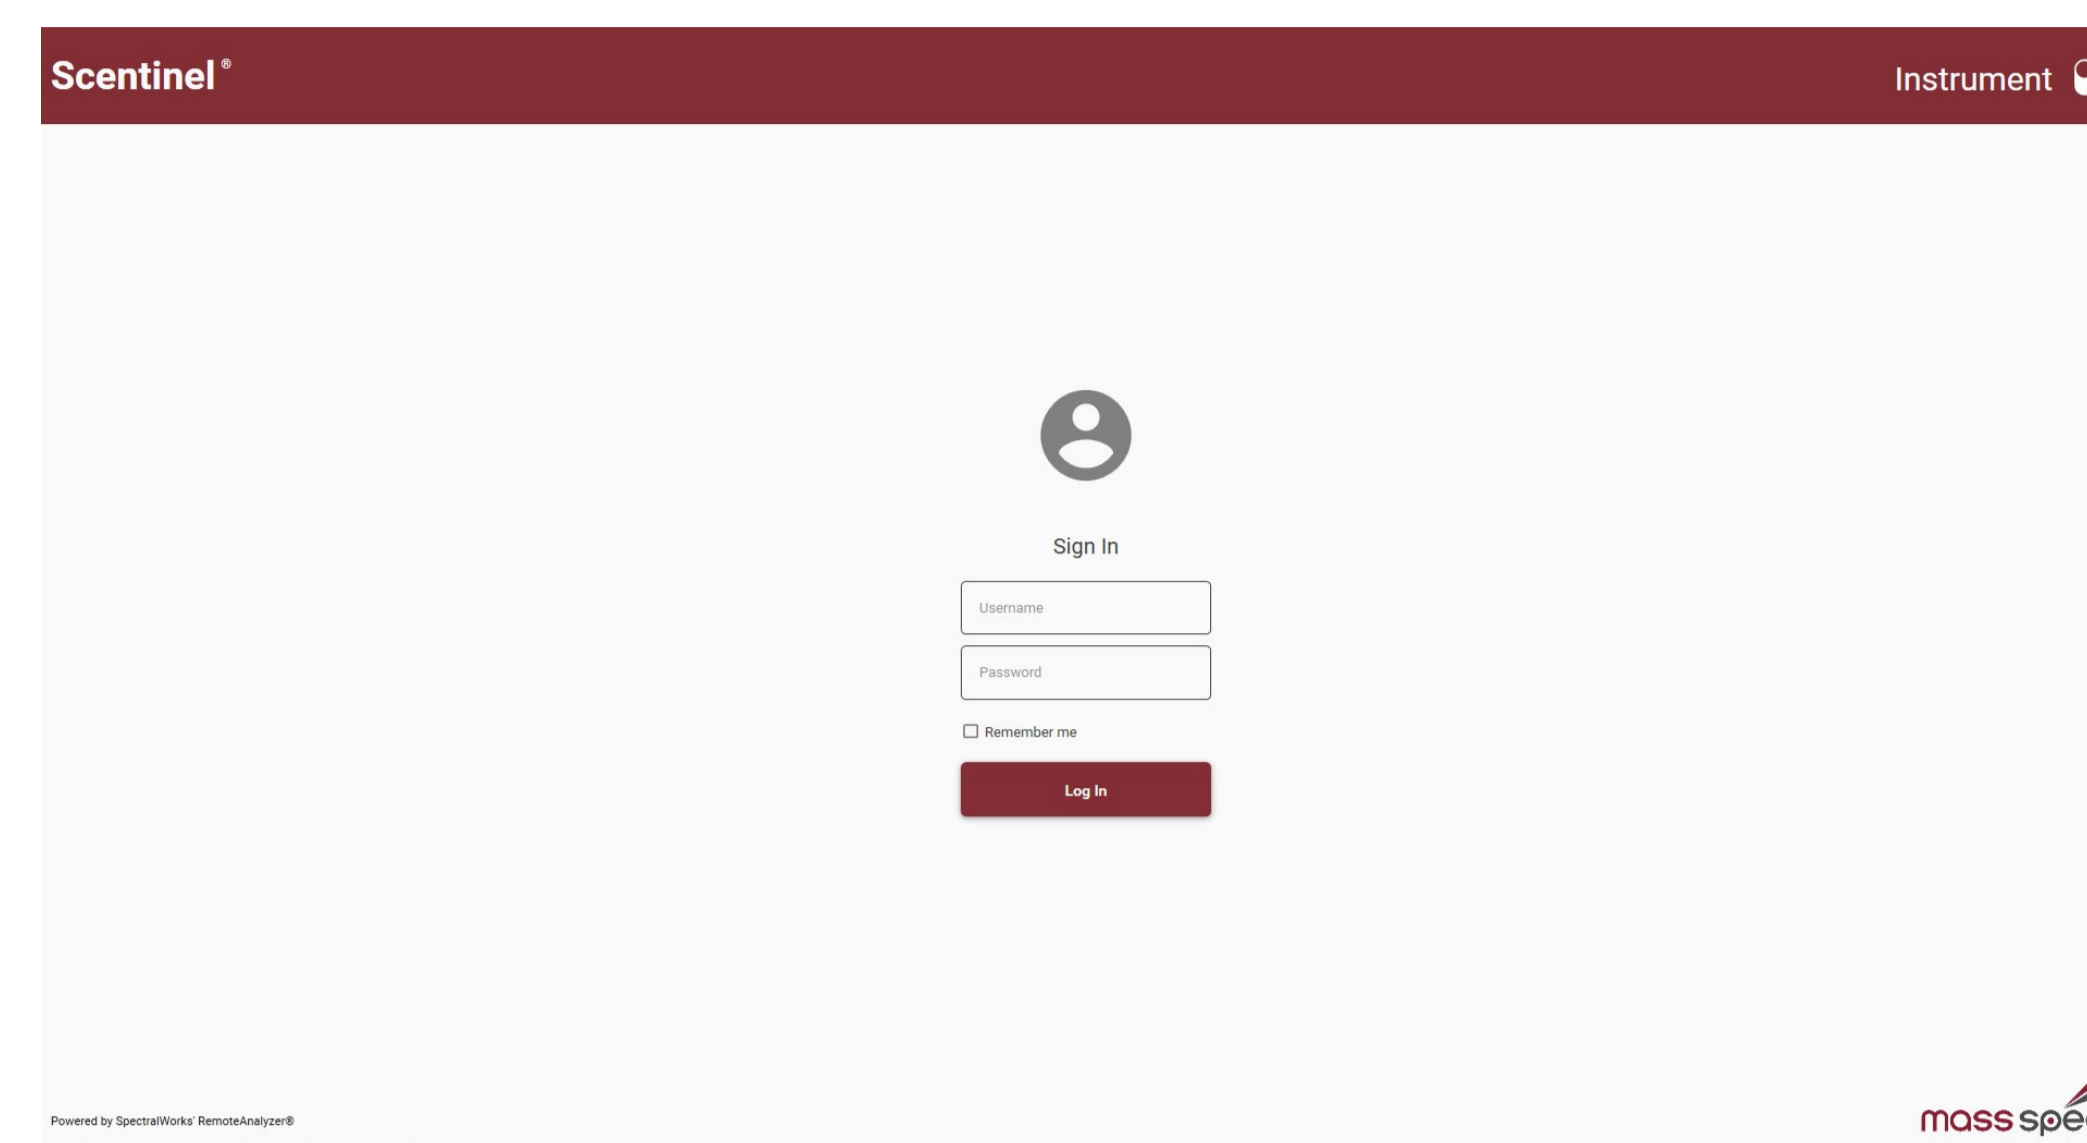 Scentinel®
Instrument
Sign In
Username
Password
Remember me
Log In
Powered by SpectralWorks' RemoteAnalyzer®
mass